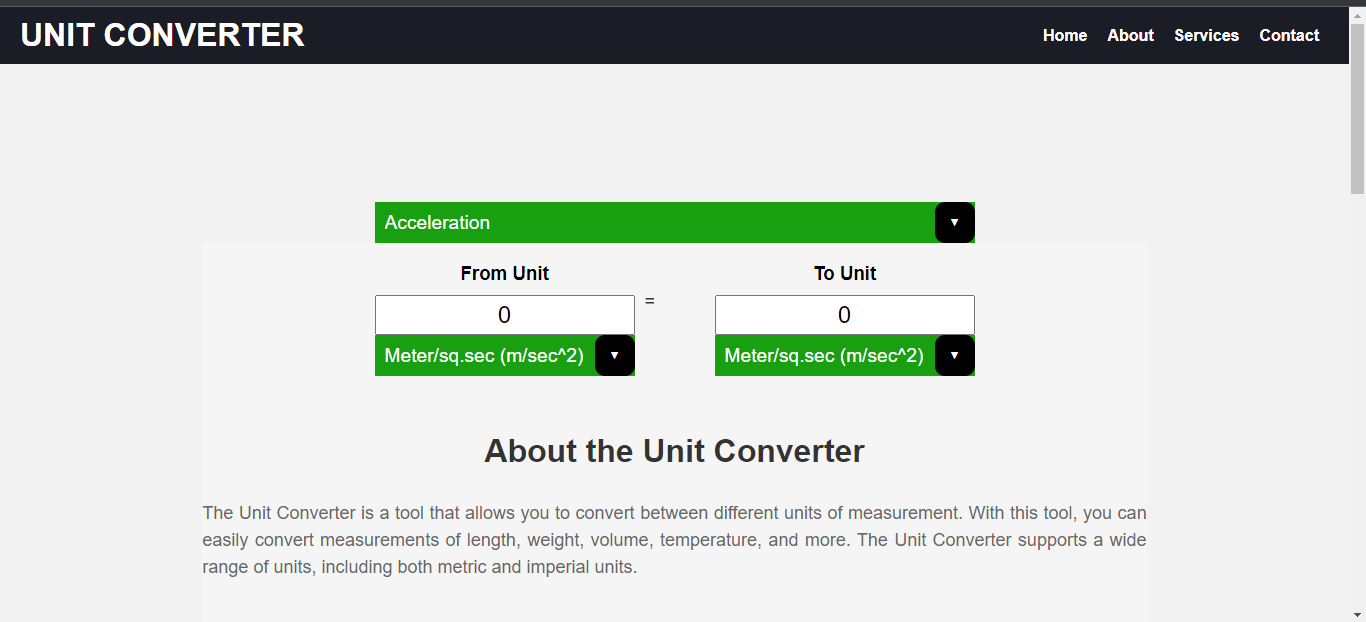 UNIT CONVERTER
Home About Services Contact
Acceleration
From Unit To Unit
0 = 0
Meter/sq.sec (m/sec^2) Meter/sq.sec (m/sec^2)
About the Unit Converter
The Unit Converter is a tool that allows you to convert between different units of measurement. With this tool, you can
easily convert measurements of length, weight, volume, temperature, and more. The Unit Converter supports a wide
range of units, including both metric and imperial units.